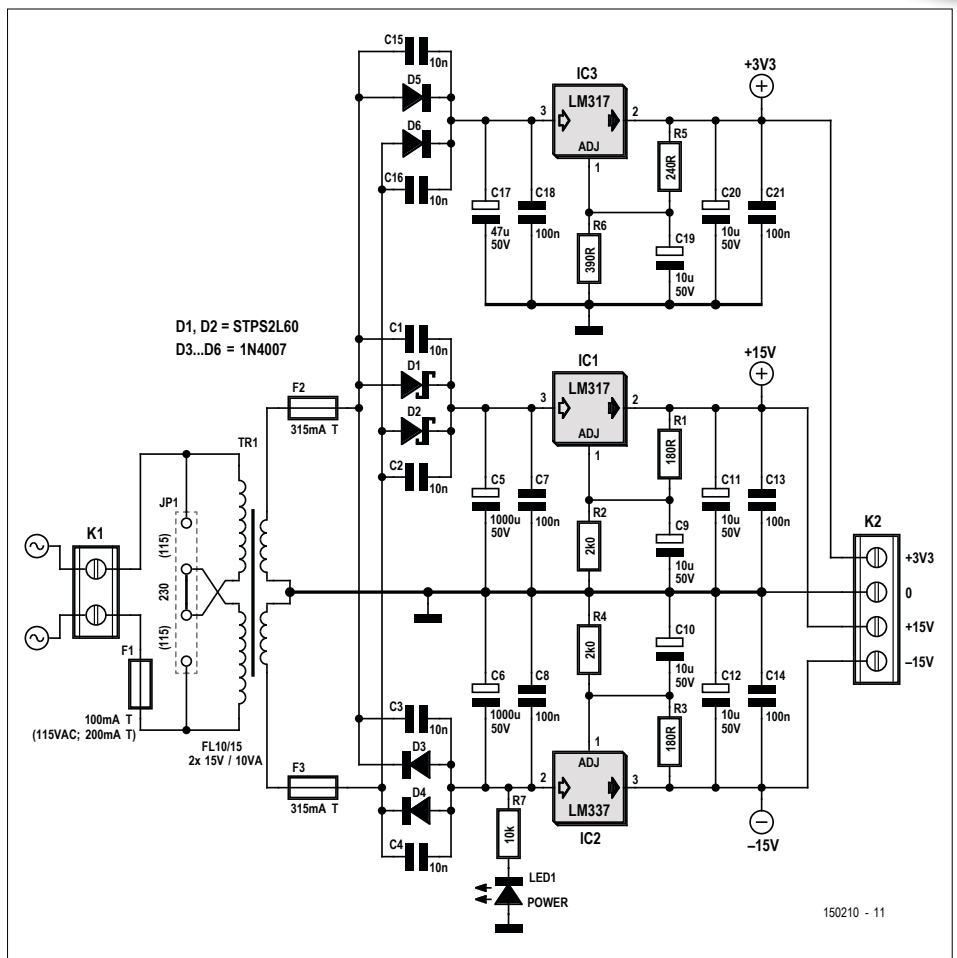 C15
10n
D5
D6
C16
10n
IC3
LM317
3
2
ADJ
1
+3V3
R5
240R
C17
47u
50V
C18
100n
R6
390R
C19
10u
50V
C20
10u
50V
C21
100n
D1, D2 = STPS2L60
D3...D6 = 1N4007
C1
10n
D1
D2
C2
10n
IC1
LM317
3
2
ADJ
1
+15V
R1
180R
C5
1000u
50V
C7
100n
R2
2k0
C9
10u
50V
C11
10u
50V
C13
100n
F2
315mA T
TR1
JP1
(115)
230
(115)
K1
F1
100mA T
(115VAC; 200mA T)
FL10/15
2x 15V / 10VA
F3
315mA T
K2
+3V3
0
+15V
–15V
C6
1000u
50V
C8
100n
R4
2k0
C10
10u
50V
C12
10u
50V
C14
100n
R3
180R
C3
10n
D3
D4
C4
10n
R7
10k
2
1
3
ADJ
LM337
IC2
–15V
LED1
POWER
150210 - 11